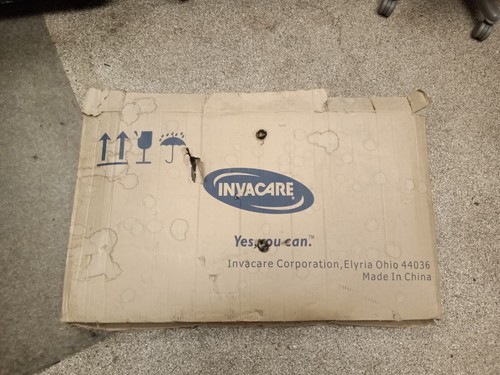 INVACARE®
Yes, you can.™
Invacare Corporation,Elyria Ohio 44036
Made In China